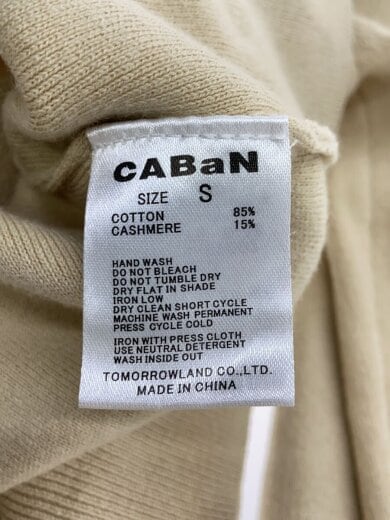 CABaN
SIZE S
COTTON 85%
CASHMERE 15%
HAND WASH
DO NOT BLEACH
DO NOT TUMBLE DRY
DRY FLAT IN SHADE
IRON LOW
DRY CLEAN SHORT CYCLE
MACHINE WASH PERMANENT
PRESS CYCLE COLD
IRON WITH PRESS CLOTH
USE NEUTRAL DETERGENT
WASH INSIDE OUT
TOMORROWLAND CO.,LTD.
MADE IN CHINA